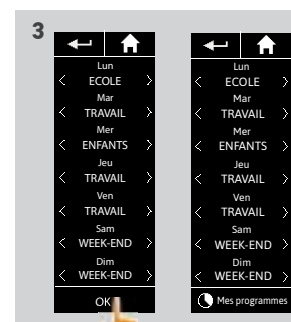 3
Lun
ECOLE
Mar
TRAVAIL
Mer
ENFANTS
Jeu
TRAVAIL
Ven
TRAVAIL
Sam
WEEK-END
Dim
WEEK-END
OK
Lun
ECOLE
Mar
TRAVAIL
Mer
ENFANTS
Jeu
TRAVAIL
Ven
TRAVAIL
Sam
WEEK-END
Dim
WEEK-END
Mes programmes